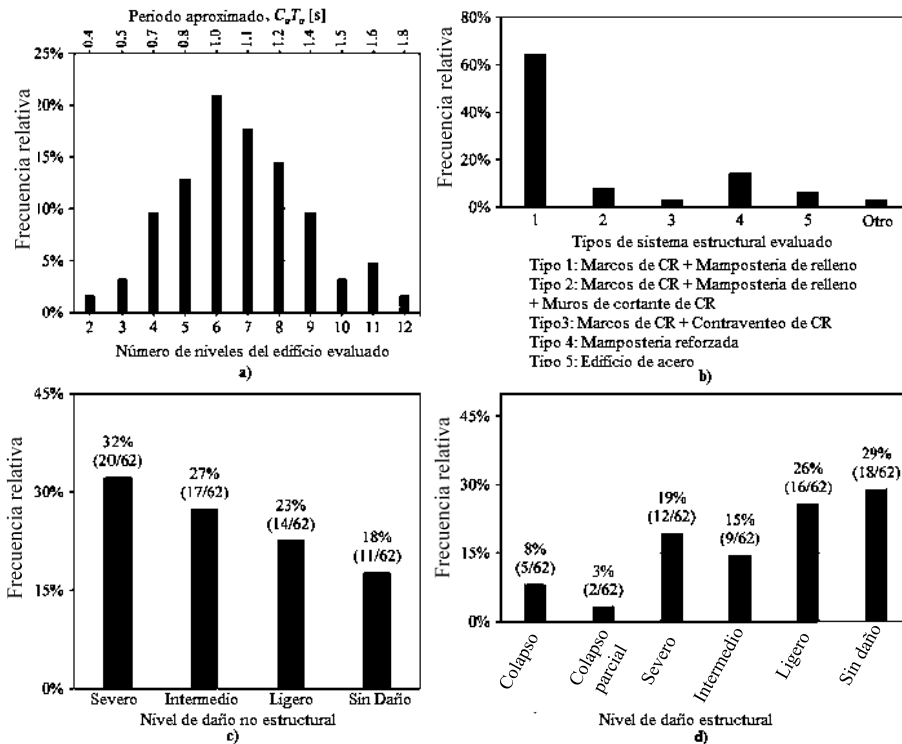 Periodo aproximado, CuTa [s]
0.4 0.5 0.7 0.8 1.0 1.1 1.2 1.4 1.5 1.6 1.8
25%
20%
15%
10%
5%
0%
Frecuencia relativa
2 3 4 5 6 7 8 9 10 11 12
Número de niveles del edificio evaluado
a)
80%
60%
40%
20%
0%
Frecuencia relativa
1 2 3 4 5 Otro
Tipos de sistema estructural evaluado
Tipo 1: Marcos de CR + Mampostería de relleno
Tipo 2: Marcos de CR + Mampostería de relleno
+ Muros de cortante de CR
Tipo3: Marcos de CR + Contraventeo de CR
Tipo 4: Mampostería reforzada
Tipo 5: Edificio de acero
b)
45%
30%
15%
0%
Frecuencia relativa
32%
(20/62)
27%
(17/62)
23%
(14/62)
18%
(11/62)
Severo Intermedio Ligero Sin Daño
Nivel de daño no estructural
c)
45%
30%
15%
0%
Frecuencia relativa
8%
(5/62)
3%
(2/62)
19%
(12/62)
15%
(9/62)
26%
(16/62)
29%
(18/62)
Colapso
Colapso
parcial
Severo
Intermedio
Ligero
Sin daño
Nivel de daño estructural
d)